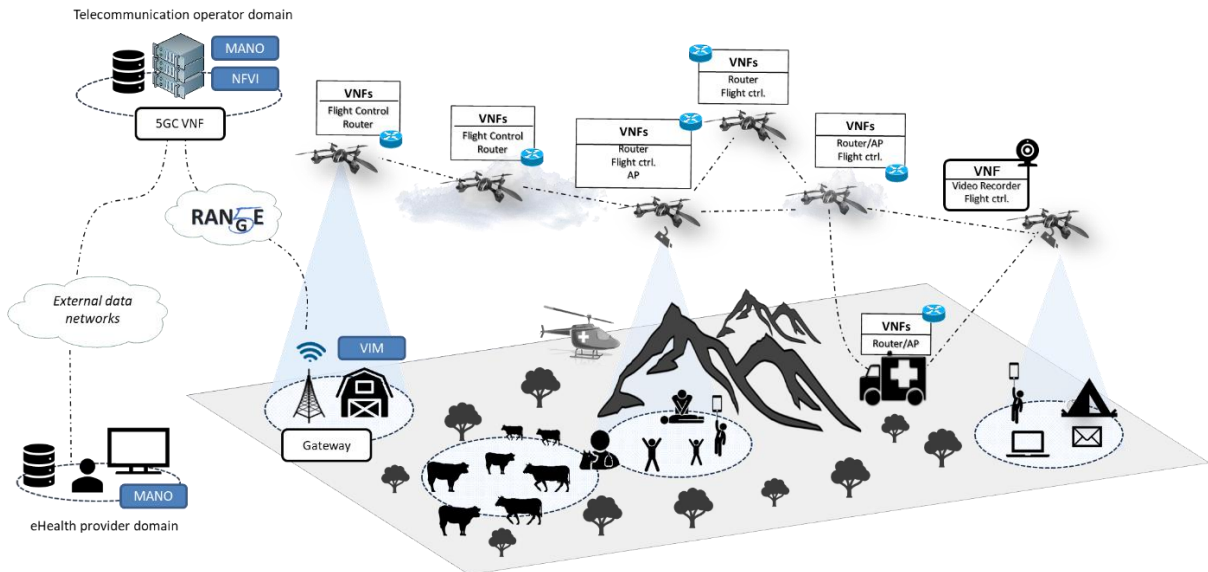 Telecommunication operator domain
MANO
NFVI
5GC VNF
RAN5GE
External data
networks
MANO
eHealth provider domain
VIM
Gateway
VNFs
Flight Control
Router
VNFs
Flight Control
Router
VNFs
Router
Flight ctrl.
AP
VNFs
Router
Flight ctrl.
VNFs
Router/AP
Flight ctrl.
VNF
Video Recorder
Flight ctrl.
VNFs
Router/AP